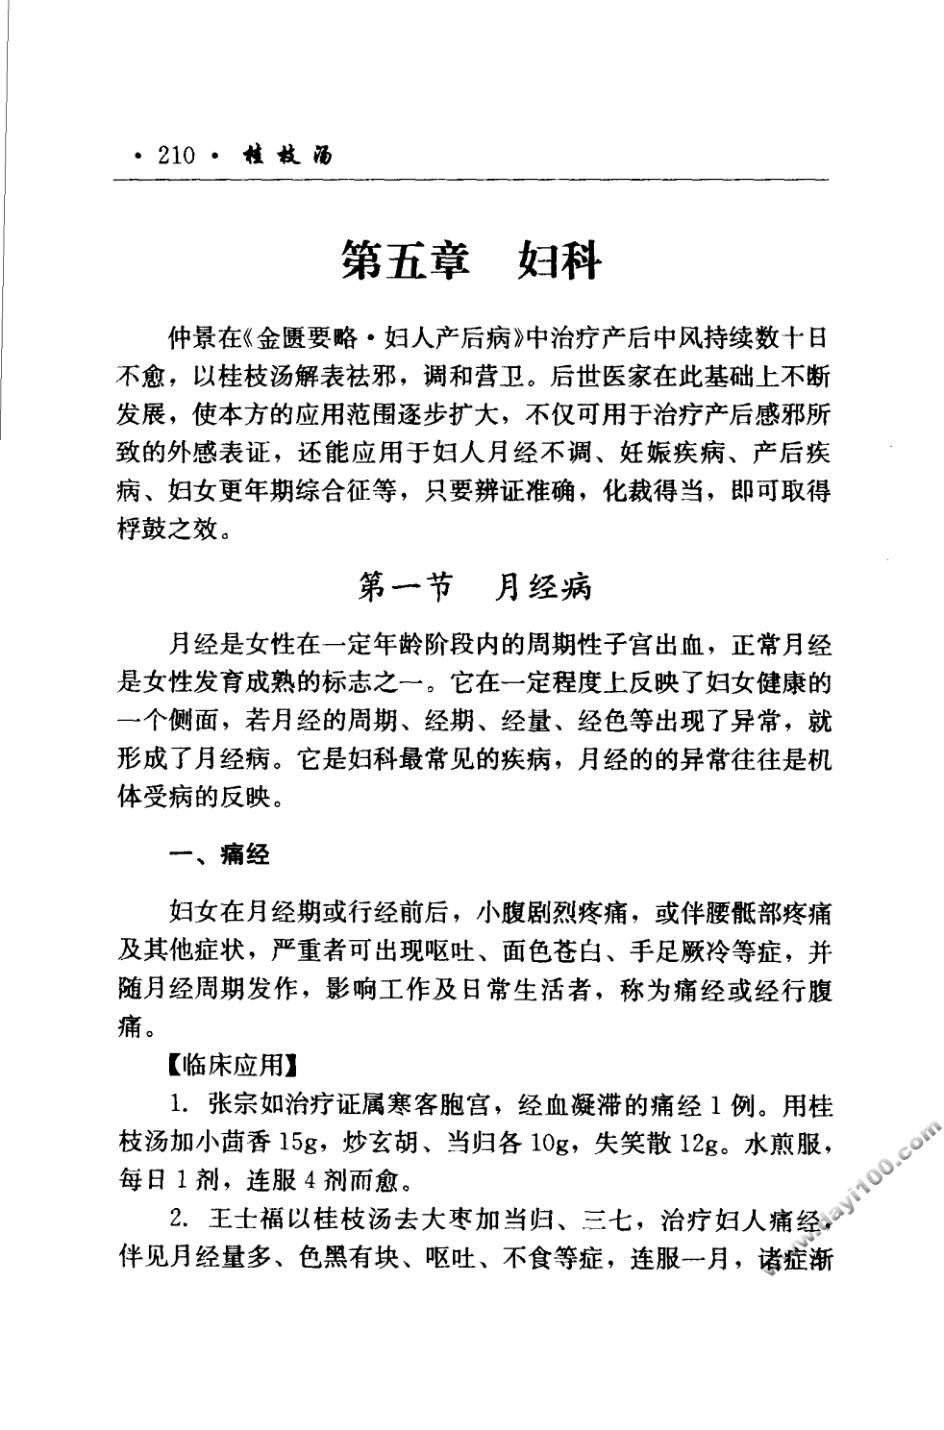 · 210 · 桂枝汤
第五章 妇科
仲景在《金匮要略·妇人产后病》中治疗产后中风持续数十日
不愈，以桂枝汤解表祛邪，调和营卫。后世医家在此基础上不断
发展，使本方的应用范围逐步扩大，不仅可用于治疗产后感邪所
致的外感表证，还能应用于妇人月经不调、妊娠疾病、产后疾
病、妇女更年期综合征等，只要辨证准确，化裁得当，即可取得
桴鼓之效。
第一节 月经病
月经是女性在一定年龄阶段内的周期性子宫出血，正常月经
是女性发育成熟的标志之一。它在一定程度上反映了妇女健康的
一个侧面，若月经的周期、经期、经量、经色等出现了异常，就
形成了月经病。它是妇科最常见的疾病，月经的的异常往往是机
体受病的反映。
一、痛经
妇女在月经期或行经前后，小腹剧烈疼痛，或伴腰骶部疼痛
及其他症状，严重者可出现呕吐、面色苍白、手足厥冷等症，并
随月经周期发作，影响工作及日常生活者，称为痛经或经行腹
痛。
【临床应用】
1. 张宗如治疗证属寒客胞宫，经血凝滞的痛经 1 例。用桂
枝汤加小茴香 15g，炒玄胡、当归各 10g，失笑散 12g。水煎服，
每日 1 剂，连服 4 剂而愈。
2. 王士福以桂枝汤去大枣加当归、三七，治疗妇人痛经，
伴见月经量多、色黑有块、呕吐、不食等症，连服一月，诸症渐
www.dayi100.com